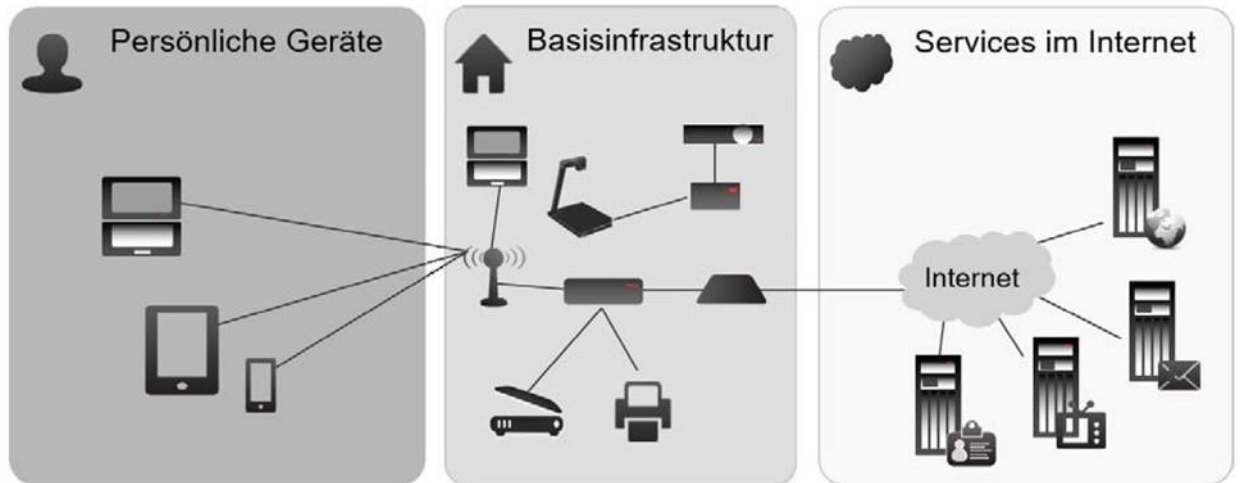 Persönliche Geräte
Basisinfrastruktur
Services im Internet
Internet